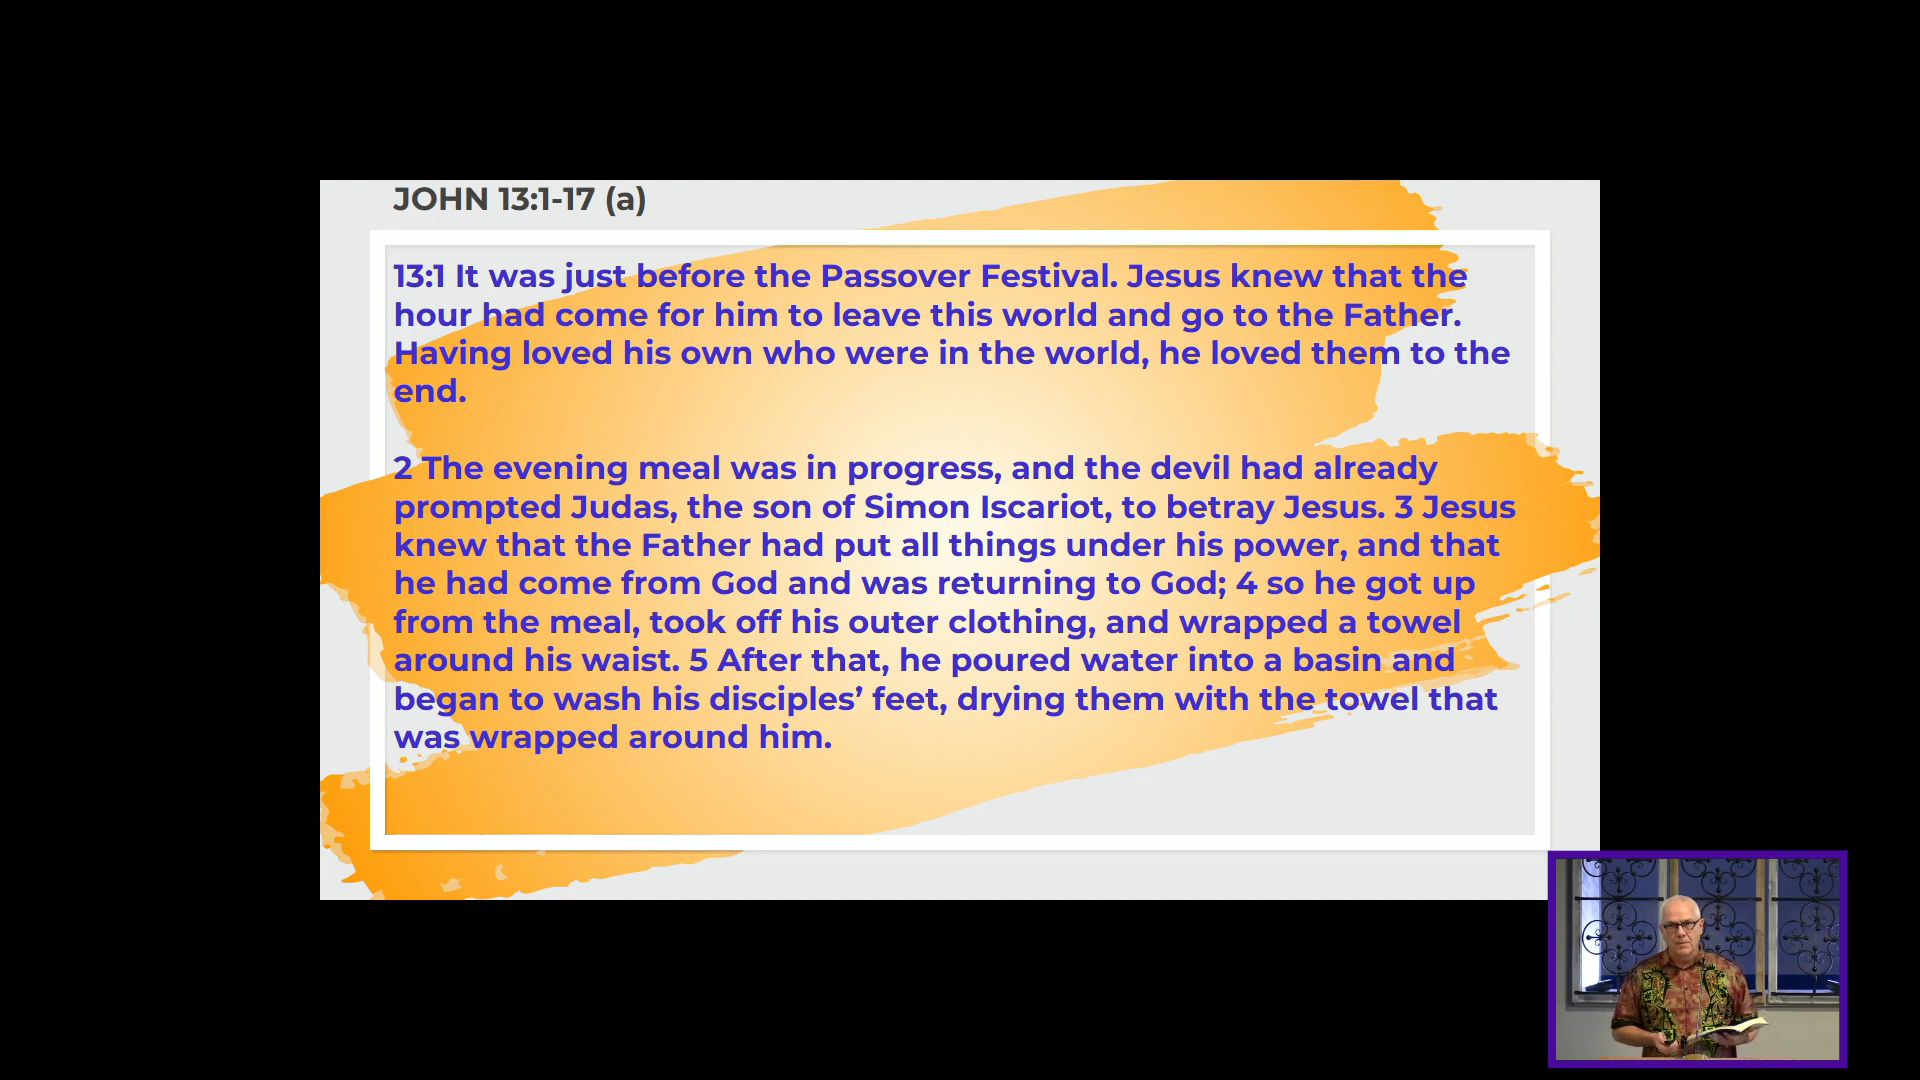 JOHN 13:1-17 (a)
13:1 It was just before the Passover Festival. Jesus knew that the
hour had come for him to leave this world and go to the Father.
Having loved his own who were in the world, he loved them to the
end.
2 The evening meal was in progress, and the devil had already
prompted Judas, the son of Simon Iscariot, to betray Jesus. 3 Jesus
knew that the Father had put all things under his power, and that
he had come from God and was returning to God; 4 so he got up
from the meal, took off his outer clothing, and wrapped a towel
around his waist. 5 After that, he poured water into a basin and
began to wash his disciples’ feet, drying them with the towel that
was wrapped around him.